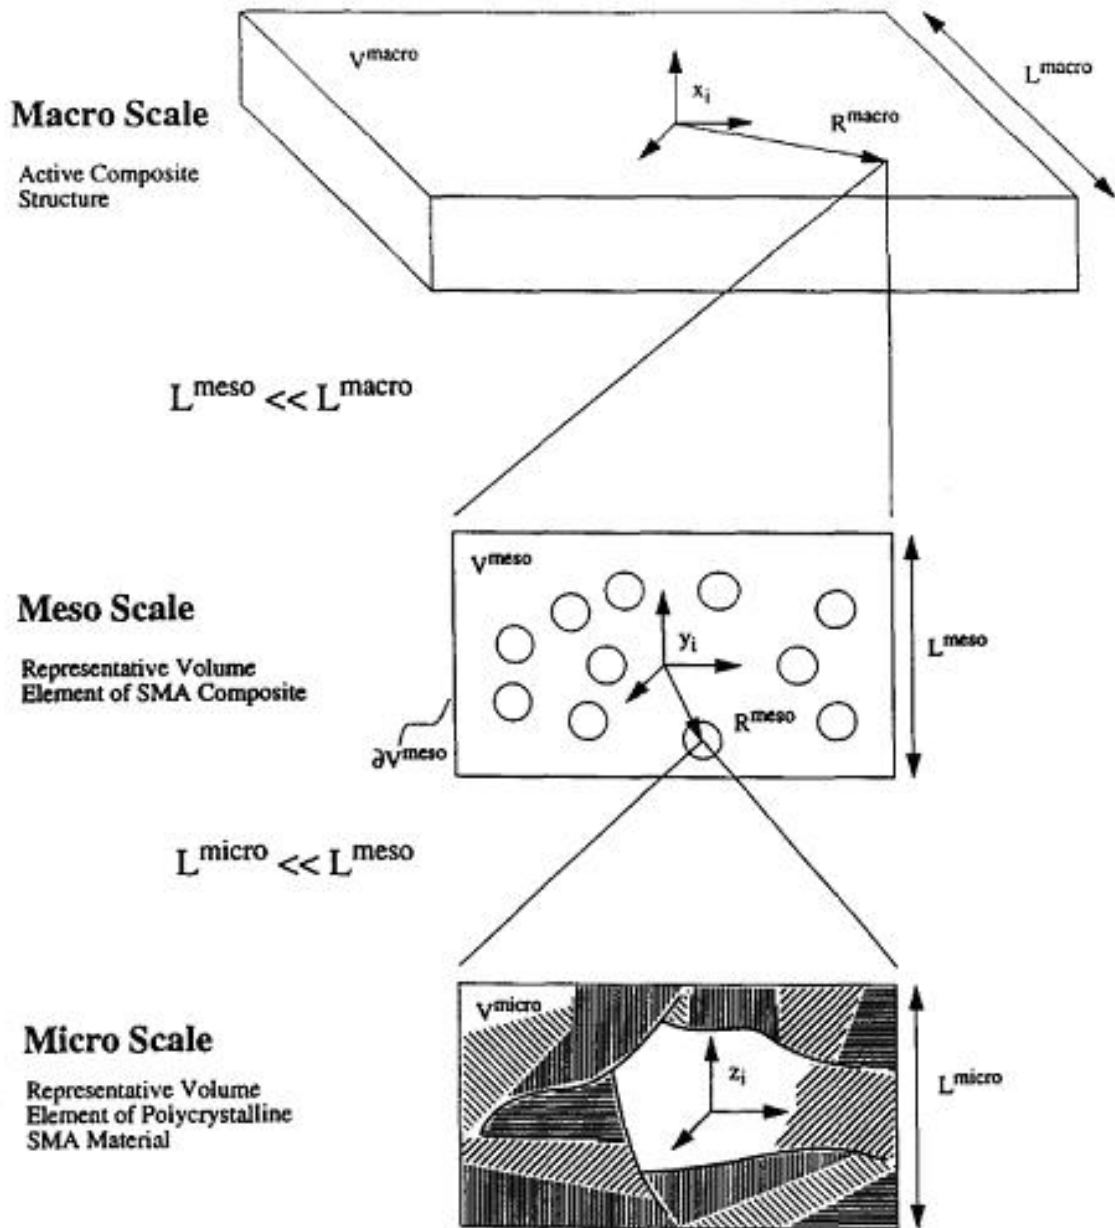 V^macro
L^macro
Macro Scale
x_i
R^macro
Active Composite
Structure
L^meso << L^macro
V^meso
Meso Scale
y_i
L^meso
Representative Volume
Element of SMA Composite
R^meso
∂V^meso
L^micro << L^meso
V^micro
Micro Scale
z_i
L^micro
Representative Volume
Element of Polycrystalline
SMA Material